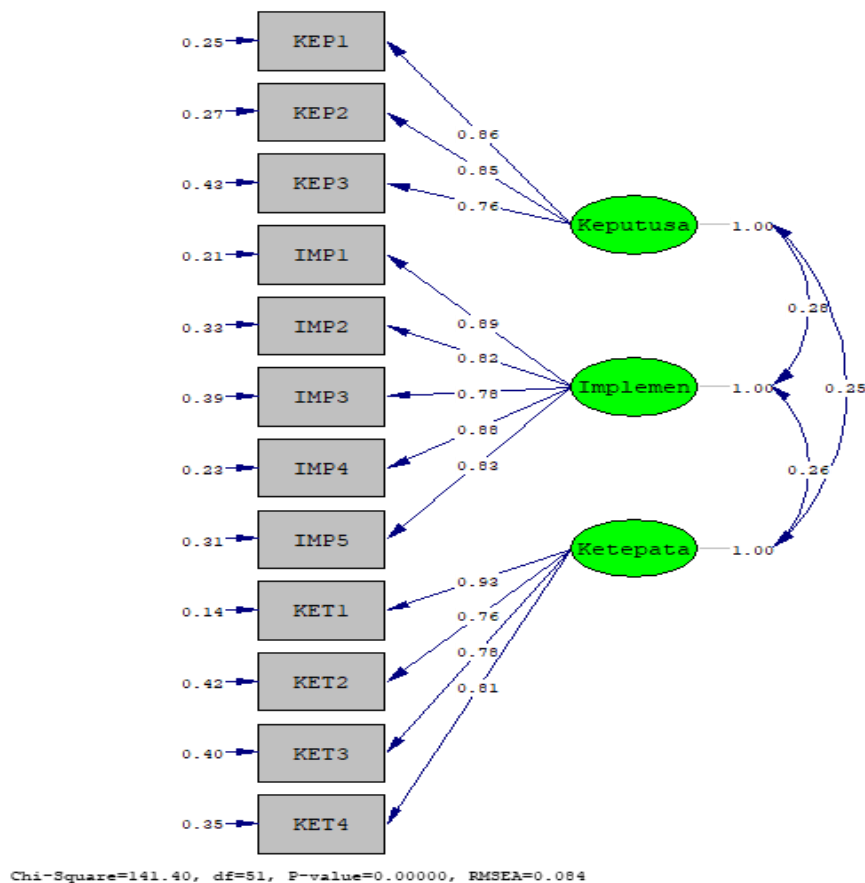 0.25 KEP1
0.86
0.27 KEP2
0.85
0.43 KEP3
0.76
Keputusa 1.00
0.21 IMP1
0.28
0.33 IMP2
0.89
0.82
0.39 IMP3
0.78
Implemen 1.00
0.25
0.88
0.23 IMP4
0.83
0.26
0.31 IMP5
Ketepata 1.00
0.14 KET1
0.93
0.76
0.42 KET2
0.78
0.81
0.40 KET3
0.35 KET4
Chi-Square=141.40, df=51, P-value=0.00000, RMSEA=0.084